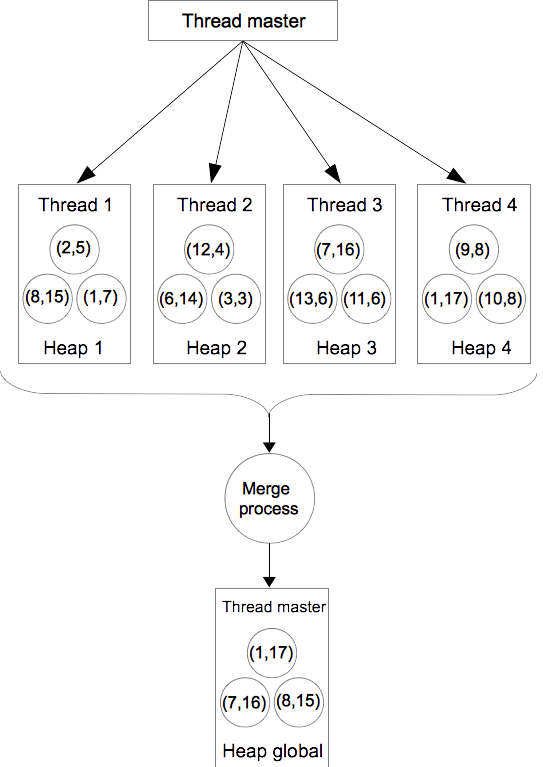 Thread master
Thread 1
(2,5)
(8,15) (1,7)
Heap 1
Thread 2
(12,4)
(6,14) (3,3)
Heap 2
Thread 3
(7,16)
(13,6) (11,6)
Heap 3
Thread 4
(9,8)
(1,17) (10,8)
Heap 4
Merge
process
Thread master
(1,17)
(7,16) (8,15)
Heap global